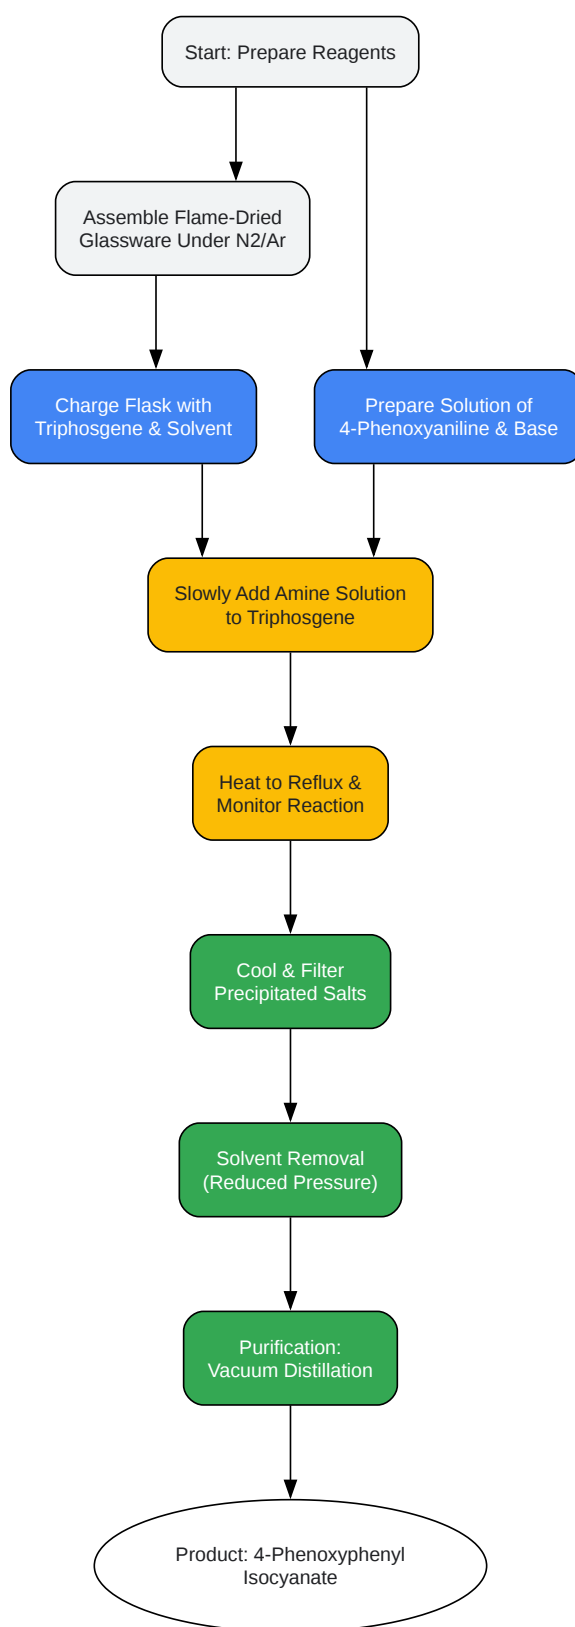 Start: Prepare Reagents
Assemble Flame-Dried
Glassware Under N2/Ar
Charge Flask with
Triphosgene & Solvent
Prepare Solution of
4-Phenoxyaniline & Base
Slowly Add Amine Solution
to Triphosgene
Heat to Reflux &
Monitor Reaction
Cool & Filter
Precipitated Salts
Solvent Removal
(Reduced Pressure)
Purification:
Vacuum Distillation
Product: 4-Phenoxyphenyl
Isocyanate